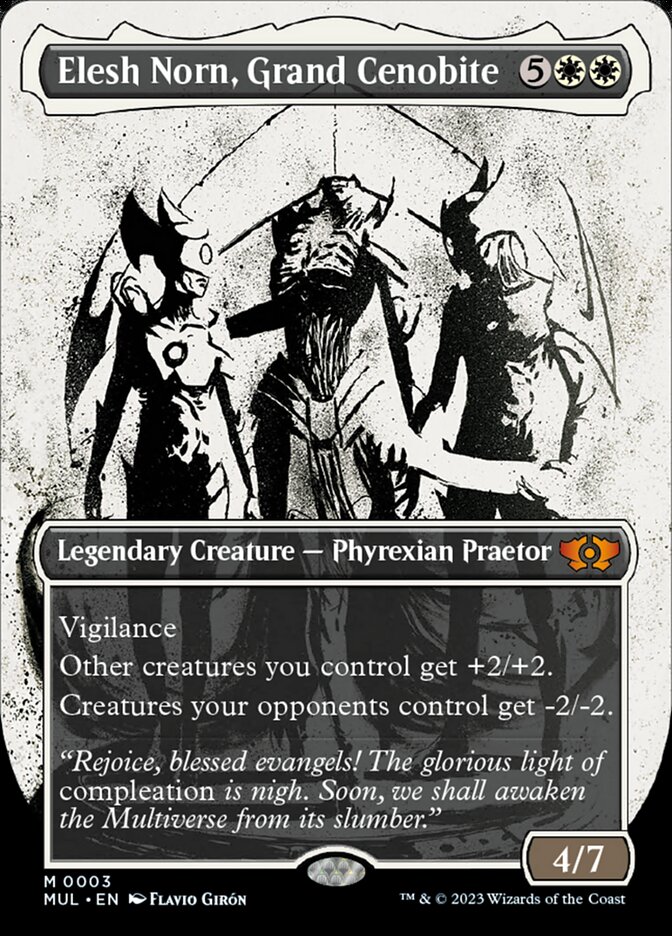 Elesh Norn, Grand Cenobite 5
Legendary Creature — Phyrexian Praetor
Vigilance
Other creatures you control get +2/+2.
Creatures your opponents control get -2/-2.
“Rejoice, blessed evangels! The glorious light of
compleation is nigh. Soon, we shall awaken
the Multiverse from its slumber.”
4/7
M 0003
MUL • EN Flavio Girón
™ & © 2023 Wizards of the Coast